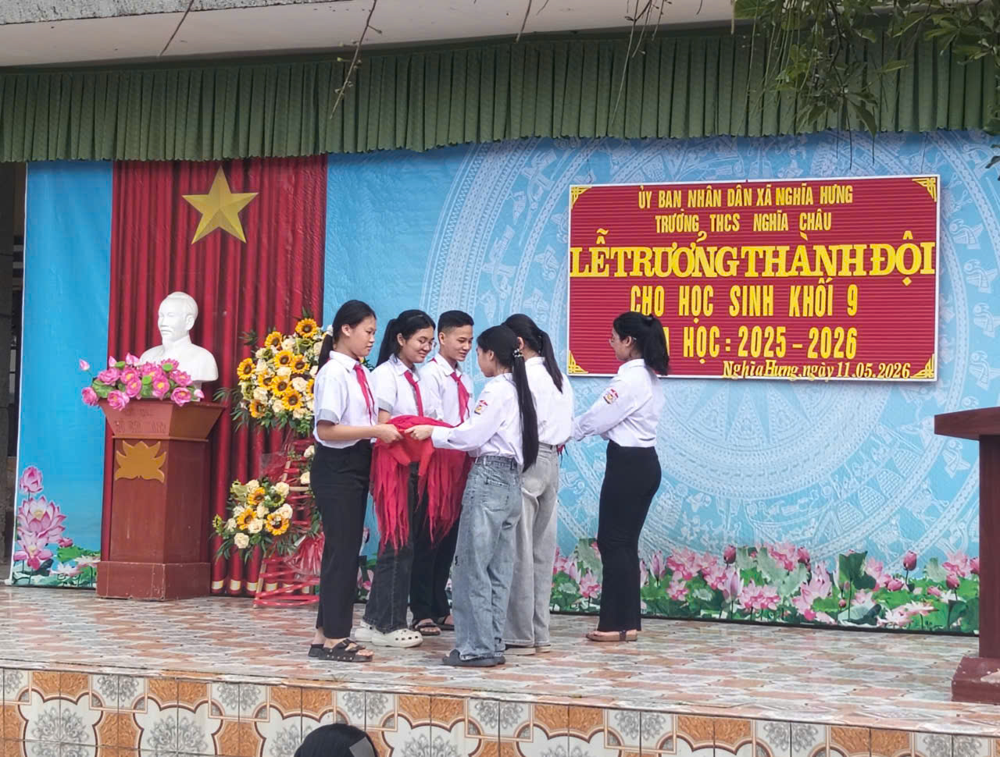 ỦY BAN NHÂN DÂN XÃ NGHĨA HƯNG
TRƯỜNG THCS NGHĨA CHÂU
LỄ TRƯỞNG THÀNH ĐỘI
CHO HỌC SINH KHỐI 9
HỌC: 2025-2026
Nghĩa Hưng, ngày 11.05.2026